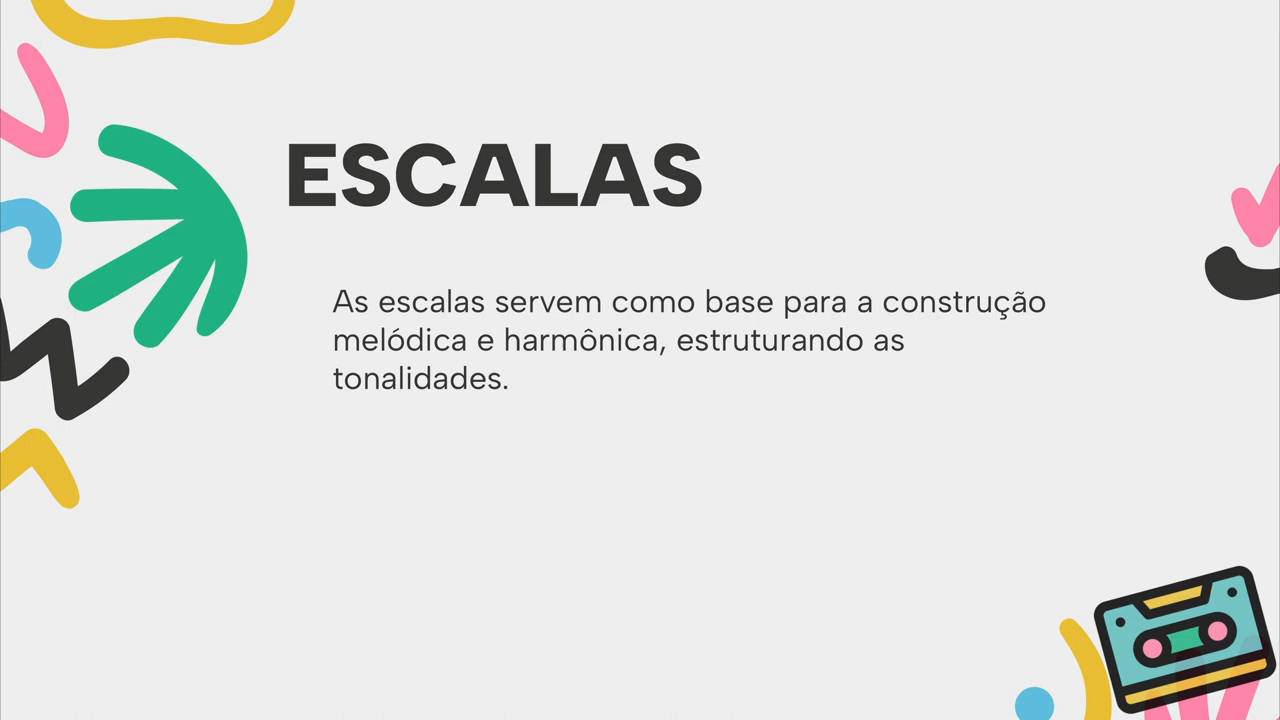 ESCALAS
As escalas servem como base para a construção
melódica e harmônica, estruturando as
tonalidades.